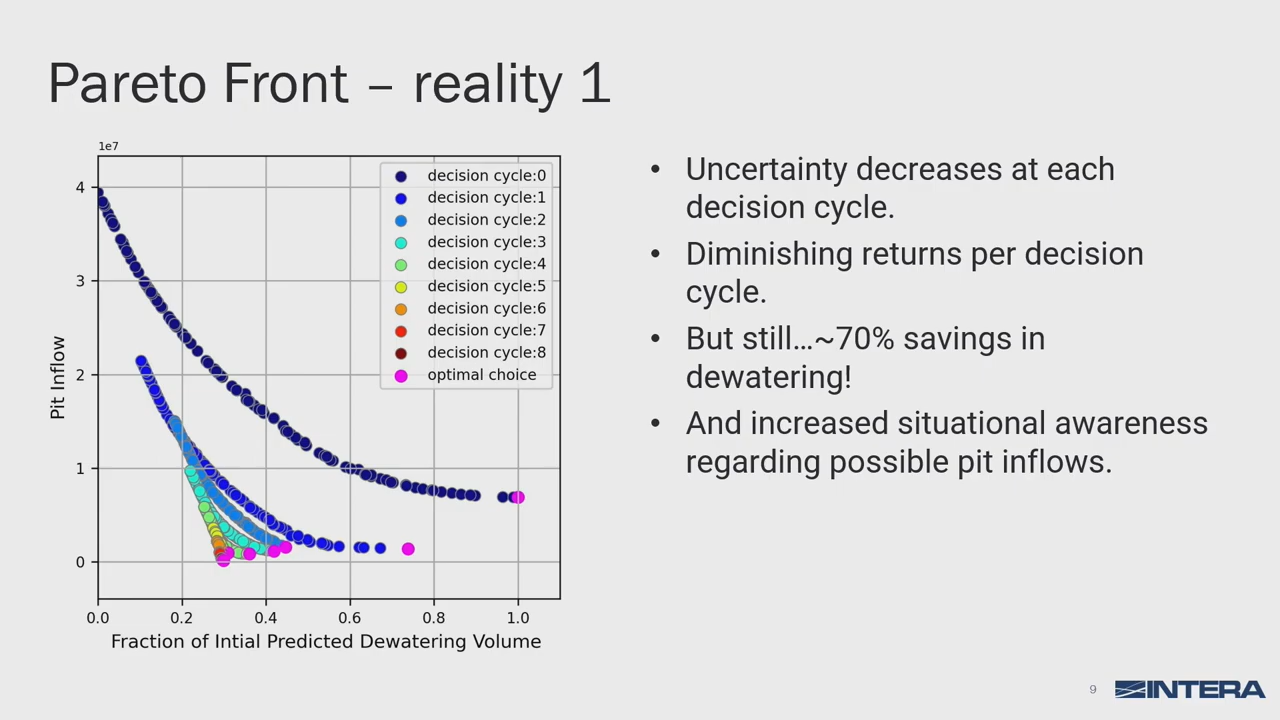 Pareto Front – reality 1
1e7
4
3
2
1
0
Pit Inflow
0.0 0.2 0.4 0.6 0.8 1.0
Fraction of Intial Predicted Dewatering Volume
decision cycle:0
decision cycle:1
decision cycle:2
decision cycle:3
decision cycle:4
decision cycle:5
decision cycle:6
decision cycle:7
decision cycle:8
optimal choice
• Uncertainty decreases at each
decision cycle.
• Diminishing returns per decision
cycle.
• But still…~70% savings in
dewatering!
• And increased situational awareness
regarding possible pit inflows.
9
INTERA